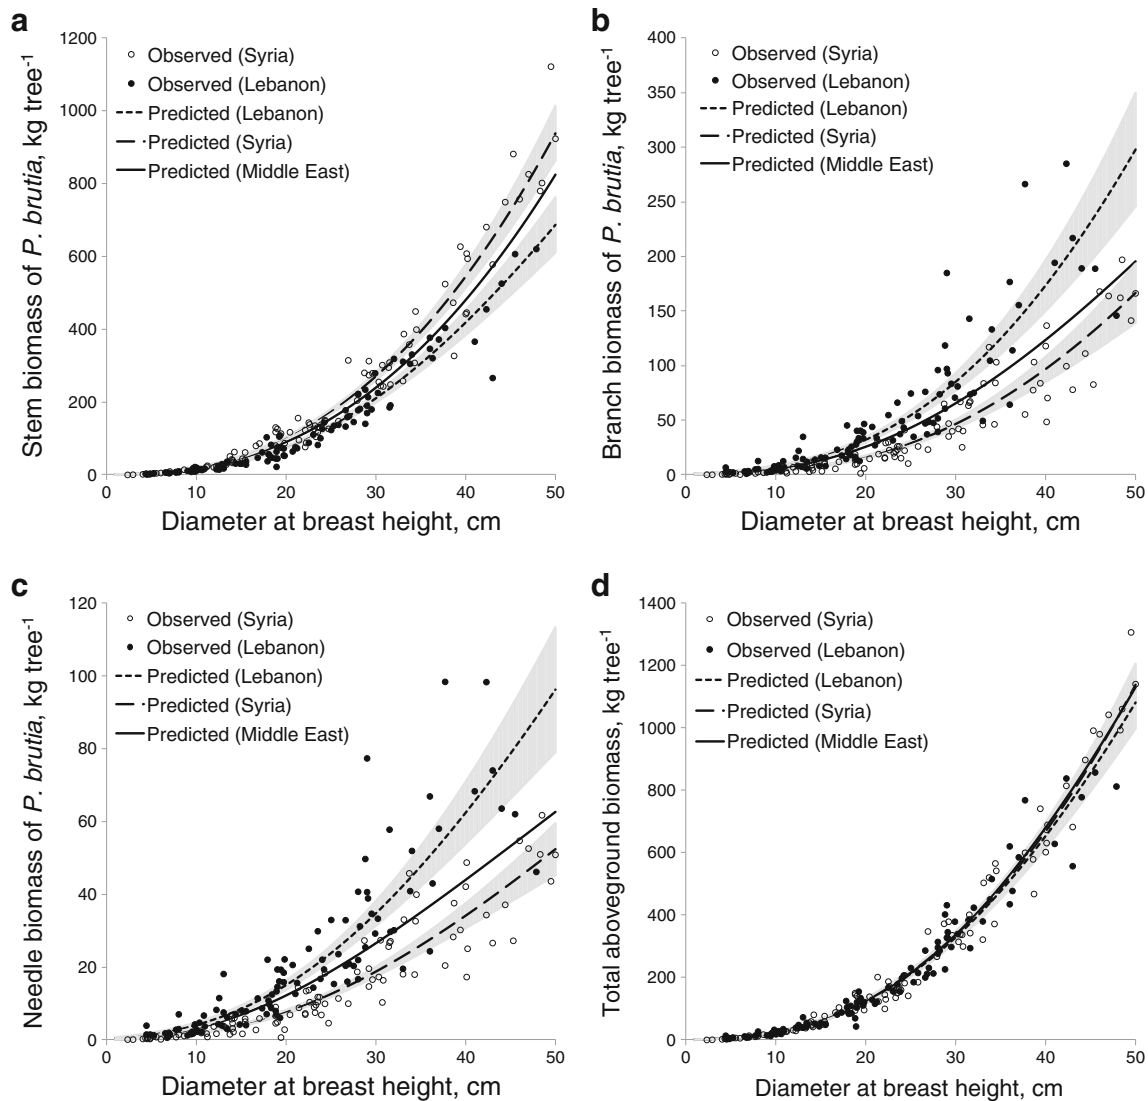 a
Stem biomass of P. brutia, kg tree⁻¹
1200
1000
800
600
400
200
0
Observed (Syria)
Observed (Lebanon)
Predicted (Lebanon)
Predicted (Syria)
Predicted (Middle East)
0 10 20 30 40 50
Diameter at breast height, cm
b
Branch biomass of P. brutia, kg tree⁻¹
400
350
300
250
200
150
100
50
0
Observed (Syria)
Observed (Lebanon)
Predicted (Lebanon)
Predicted (Syria)
Predicted (Middle East)
0 10 20 30 40 50
Diameter at breast height, cm
c
Needle biomass of P. brutia, kg tree⁻¹
120
100
80
60
40
20
0
Observed (Syria)
Observed (Lebanon)
Predicted (Lebanon)
Predicted (Syria)
Predicted (Middle East)
0 10 20 30 40 50
Diameter at breast height, cm
d
Total aboveground biomass, kg tree⁻¹
1400
1200
1000
800
600
400
200
0
Observed (Syria)
Observed (Lebanon)
Predicted (Lebanon)
Predicted (Syria)
Predicted (Middle East)
0 10 20 30 40 50
Diameter at breast height, cm